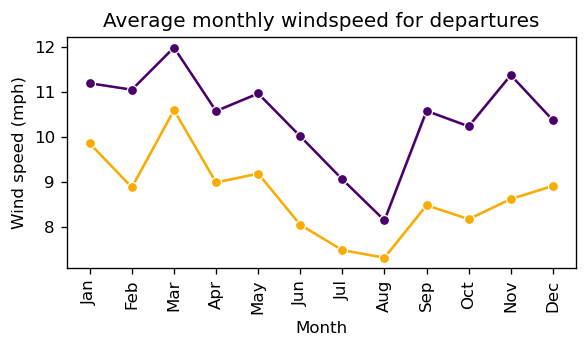 Average monthly windspeed for departures
Wind speed (mph)
12
11
10
9
8
Jan
Feb
Mar
Apr
May
Jun
Jul
Aug
Sep
Oct
Nov
Dec
Month